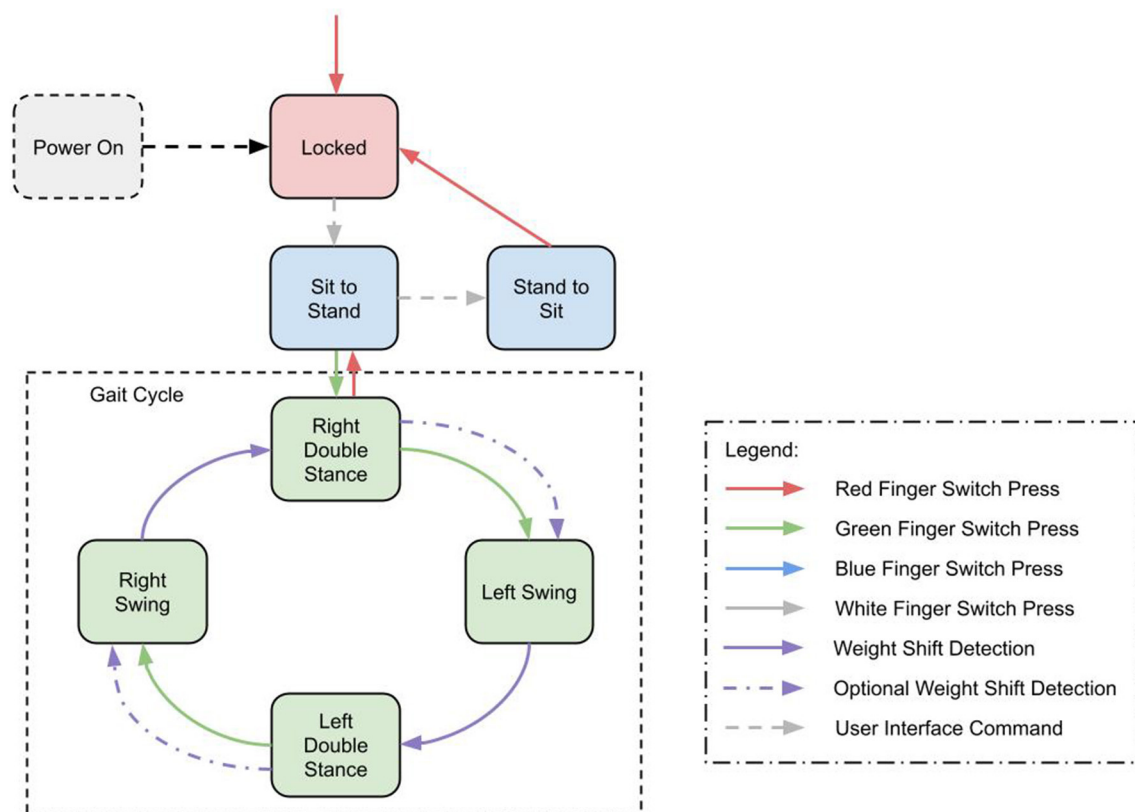 Power On
Locked
Sit to
Stand
Stand to
Sit
Gait Cycle
Right
Double
Stance
Right
Swing
Left Swing
Left
Double
Stance
Legend:
Red Finger Switch Press
Green Finger Switch Press
Blue Finger Switch Press
White Finger Switch Press
Weight Shift Detection
Optional Weight Shift Detection
User Interface Command